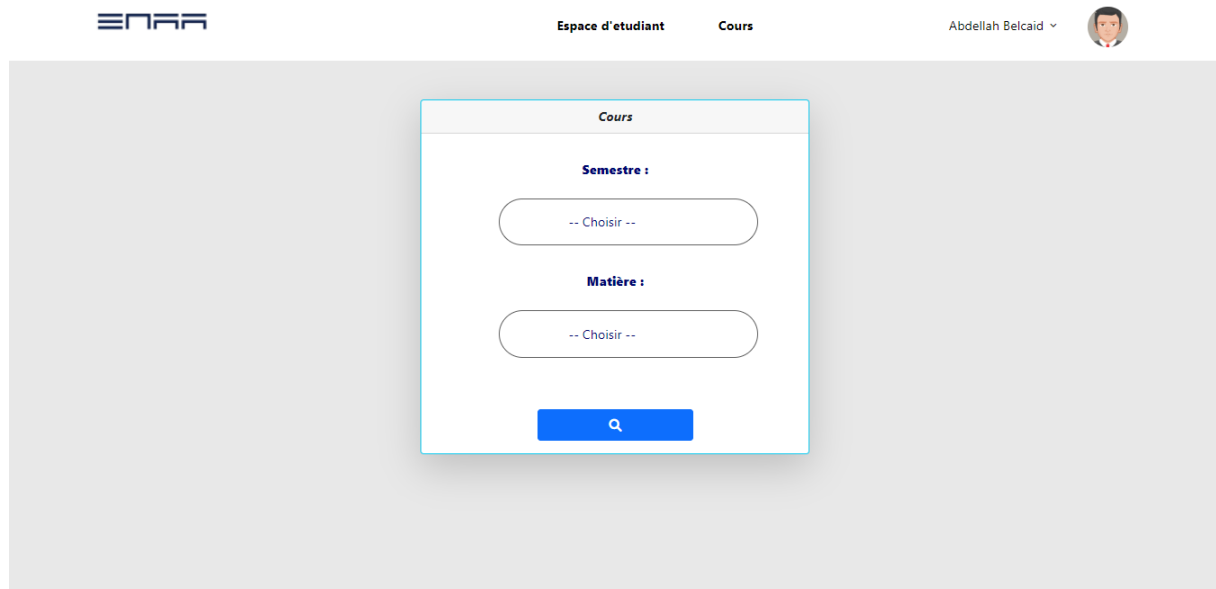 ENAA
Espace d'etudiant
Cours
Abdellah Belcaid
Cours
Semestre :
-- Choisir --
Matière :
-- Choisir --